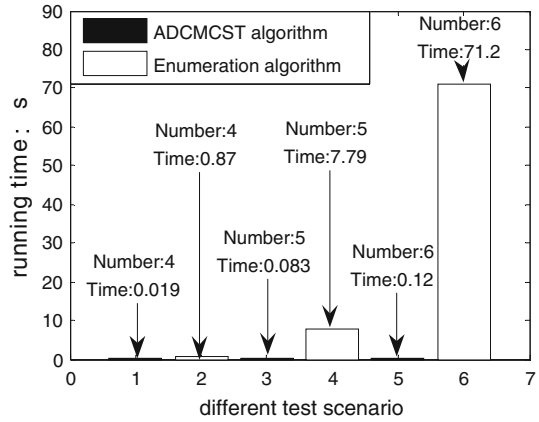 ADCMCST algorithm
Enumeration algorithm
Number:6
Time:71.2
Number:4
Time:0.87
Number:5
Time:7.79
Number:5
Time:0.083
Number:4
Time:0.019
Number:6
Time:0.12
running time: s
90
80
70
60
50
40
30
20
10
0
0 1 2 3 4 5 6 7
different test scenario